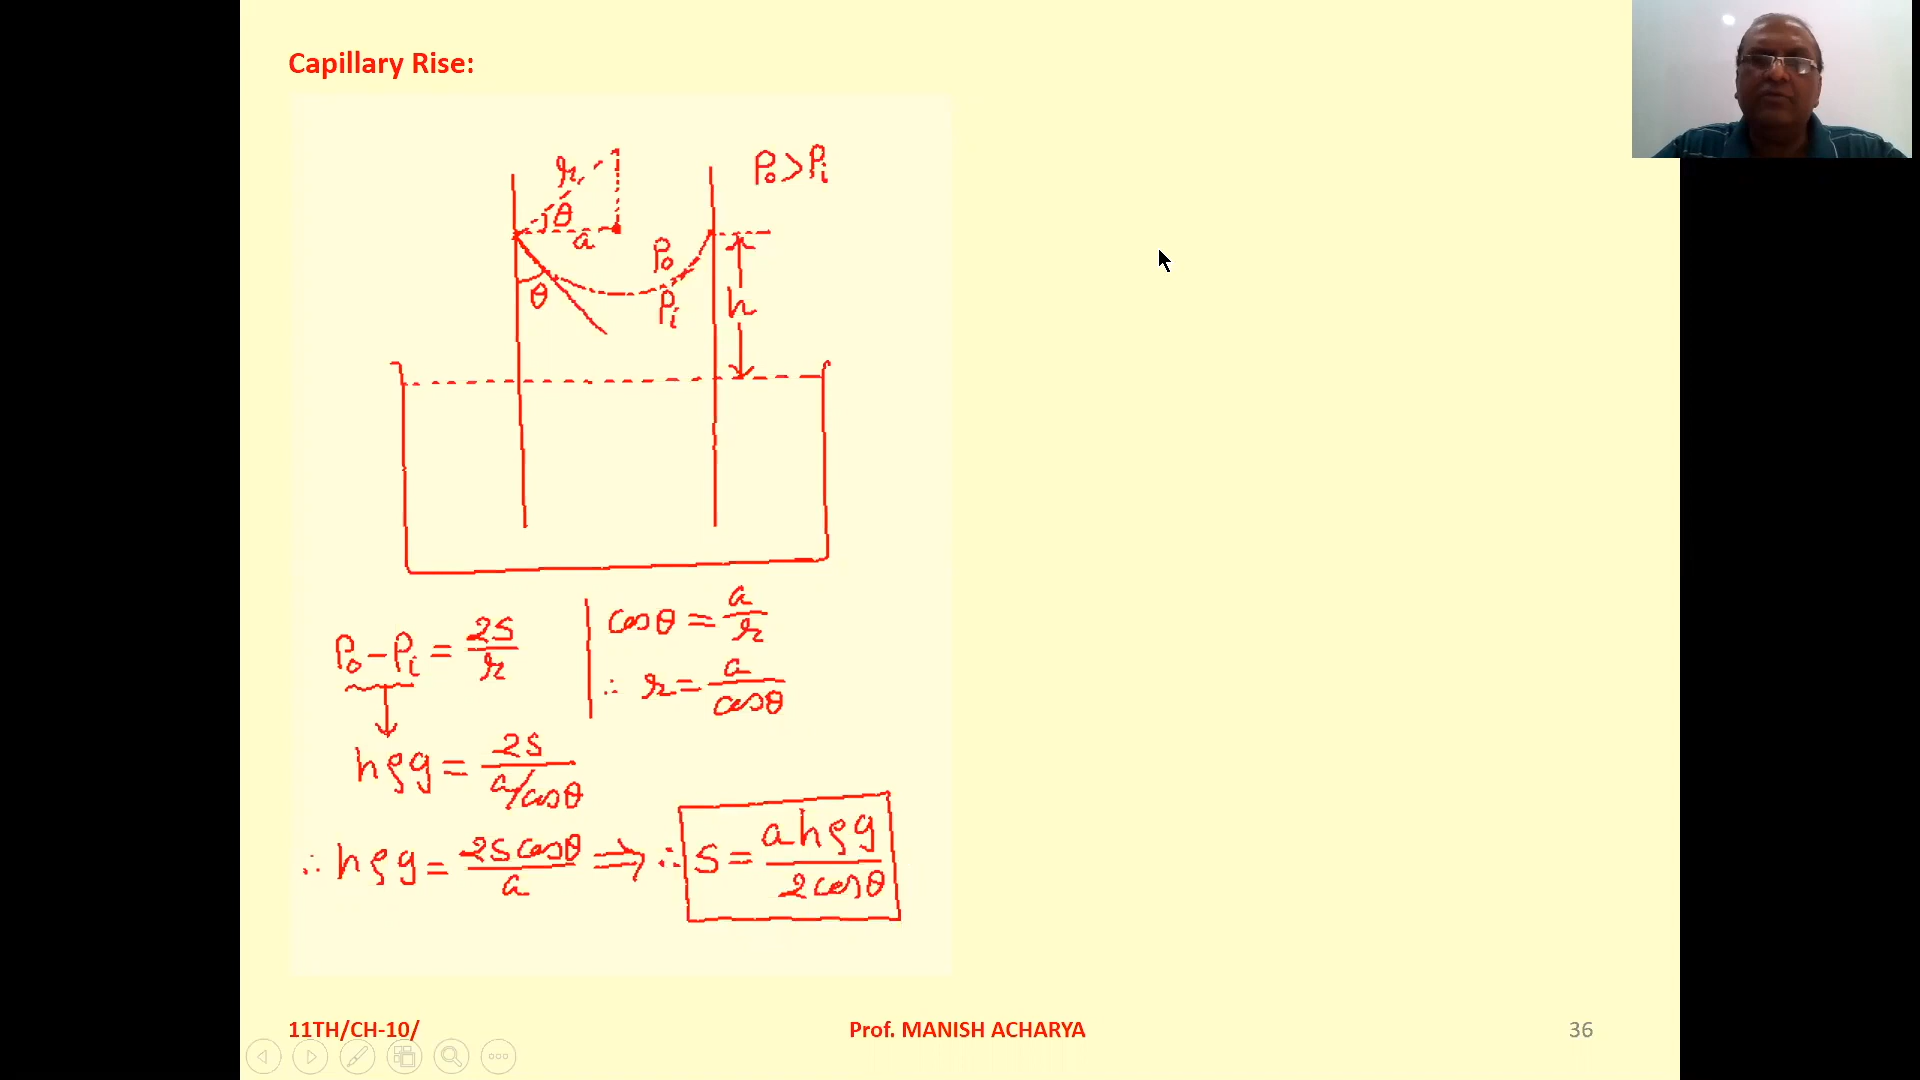 Capillary Rise:
P₀ > Pᵢ
r
θ
a
P₀
Pᵢ
θ
h
P₀ − Pᵢ = 2S/r
cosθ = a/r
∴ r = a/cosθ
hρg = 2S/(a/cosθ)
∴ hρg = 2S cosθ/a ⇒ ∴ S = ahρg/2cosθ
11TH/CH-10/ Prof. MANISH ACHARYA 36